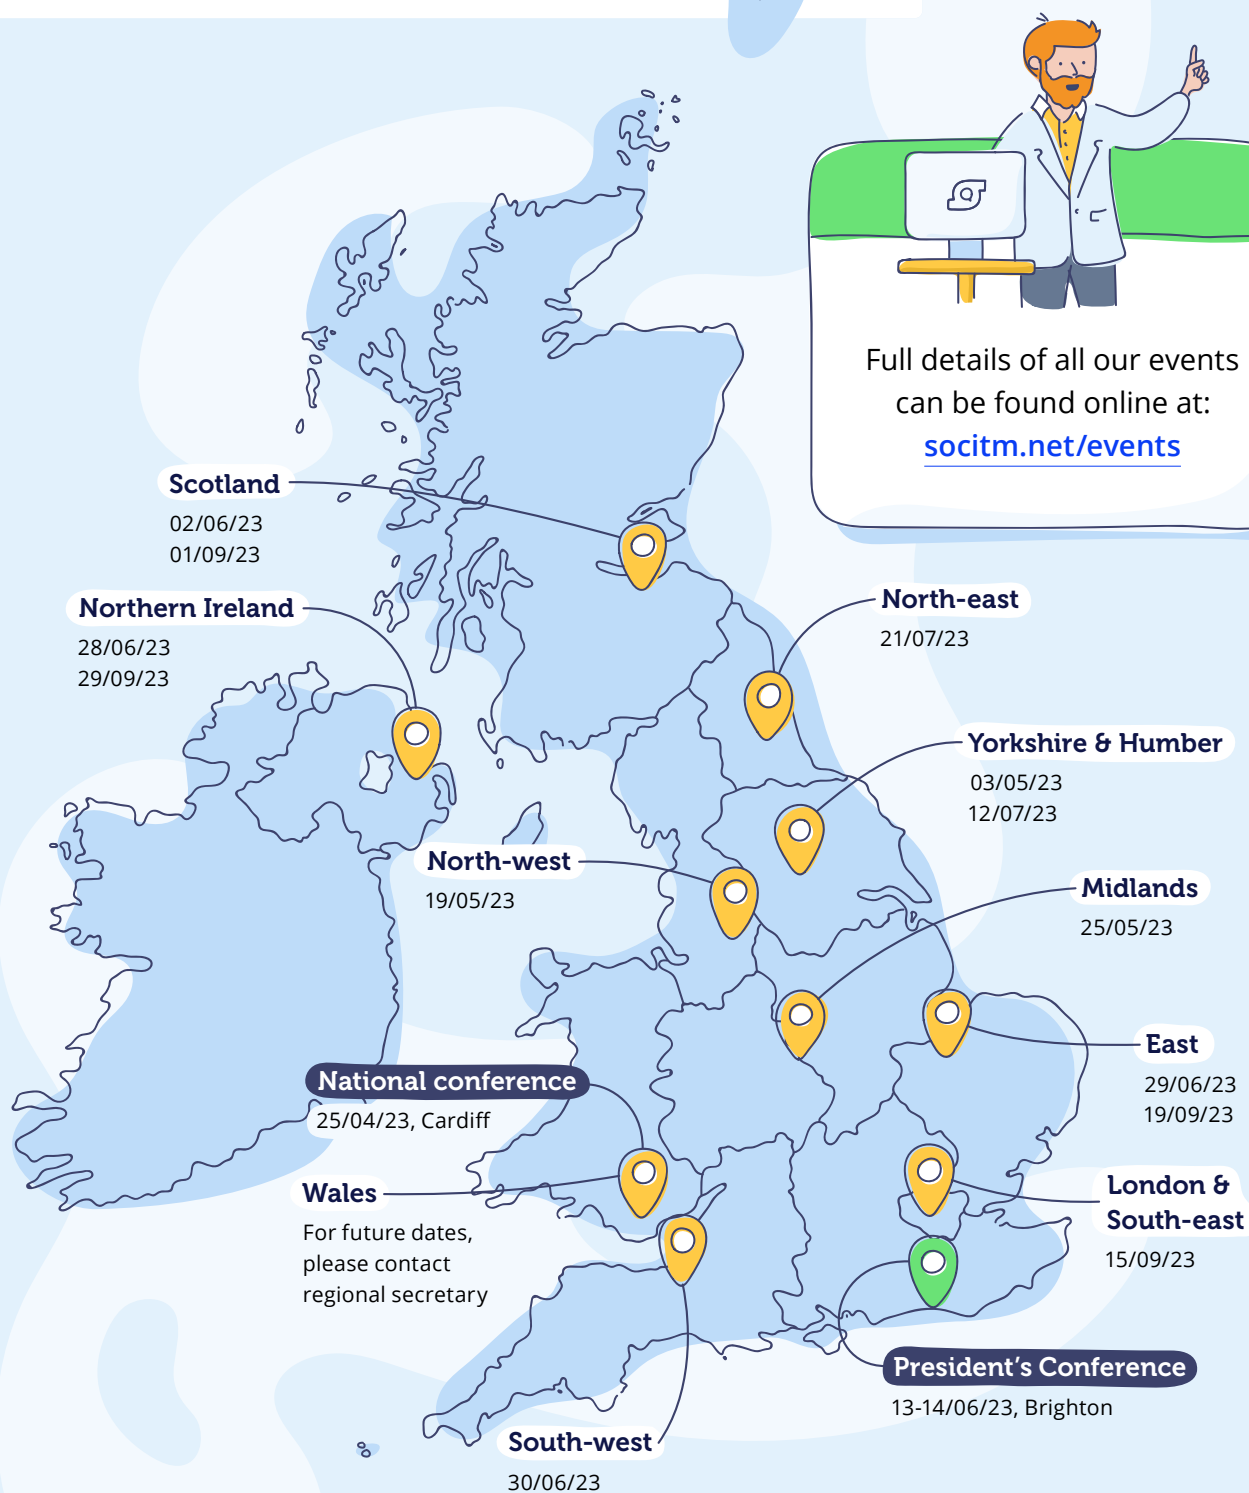 Full details of all our events
can be found online at:
socitm.net/events
Scotland
02/06/23
01/09/23
Northern Ireland
28/06/23
29/09/23
North-east
21/07/23
Yorkshire & Humber
03/05/23
12/07/23
North-west
19/05/23
Midlands
25/05/23
East
29/06/23
19/09/23
National conference
25/04/23, Cardiff
Wales
For future dates,
please contact
regional secretary
London &
South-east
15/09/23
President's Conference
13-14/06/23, Brighton
South-west
30/06/23